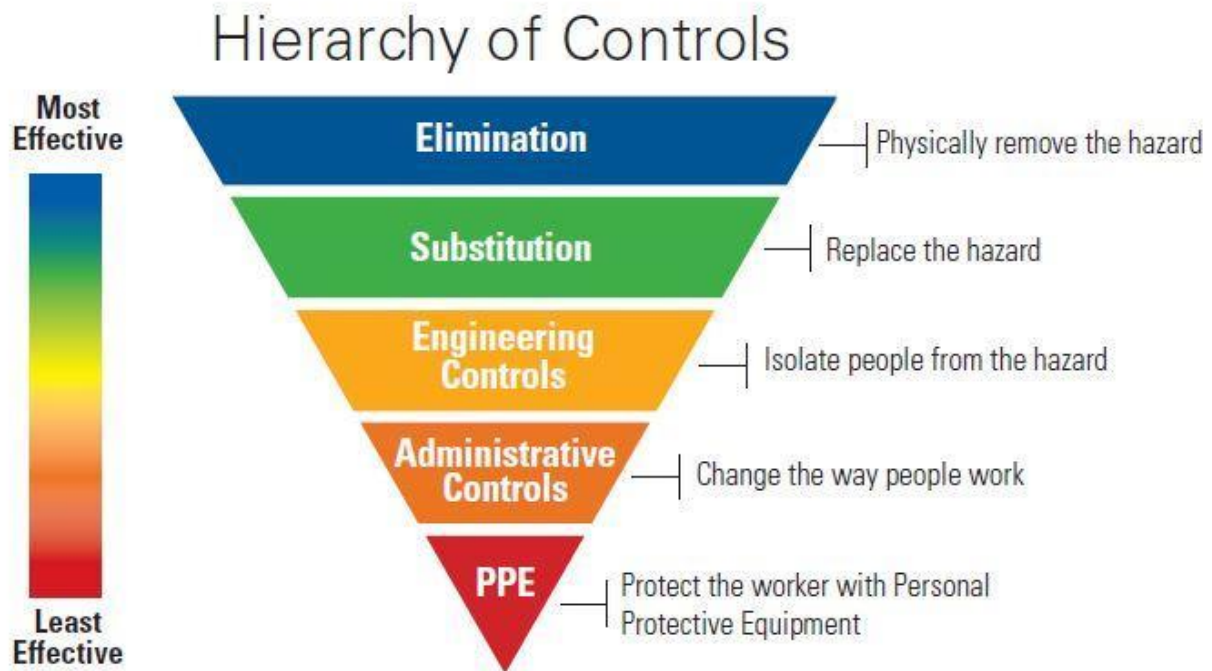 Hierarchy of Controls
Most
Effective
Elimination
Physically remove the hazard
Substitution
Replace the hazard
Engineering
Controls
Isolate people from the hazard
Administrative
Controls
Change the way people work
PPE
Protect the worker with Personal
Protective Equipment
Least
Effective